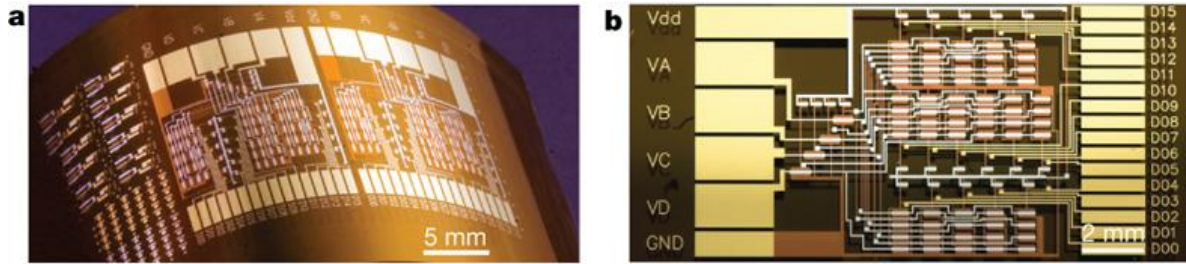 a
5 mm
b
Vdd
VA
VB
VC
VD
GND
D15
D14
D13
D12
D11
D10
D09
D08
D07
D06
D05
D04
D03
D02
D01
D00
2 mm